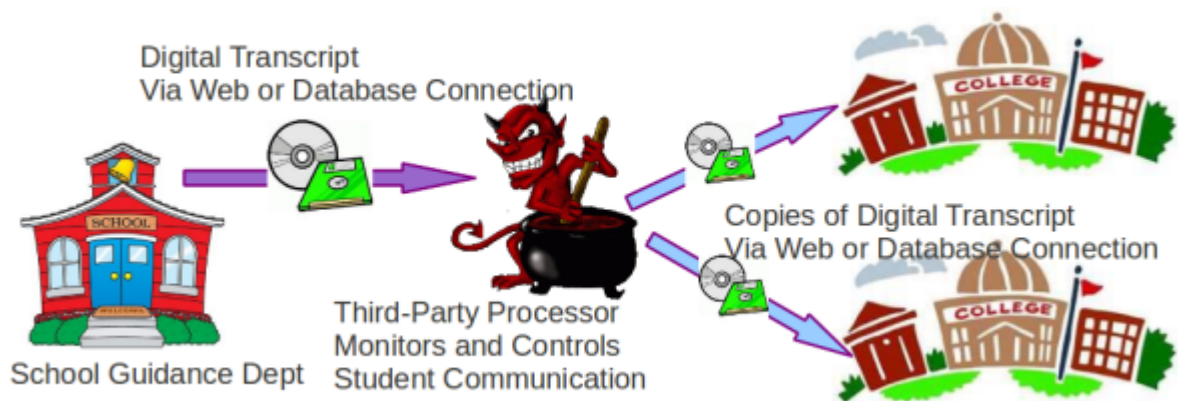 Digital Transcript
Via Web or Database Connection
SCHOOL
WELCOME
School Guidance Dept
Third-Party Processor
Monitors and Controls
Student Communication
COLLEGE
Copies of Digital Transcript
Via Web or Database Connection
COLLEGE